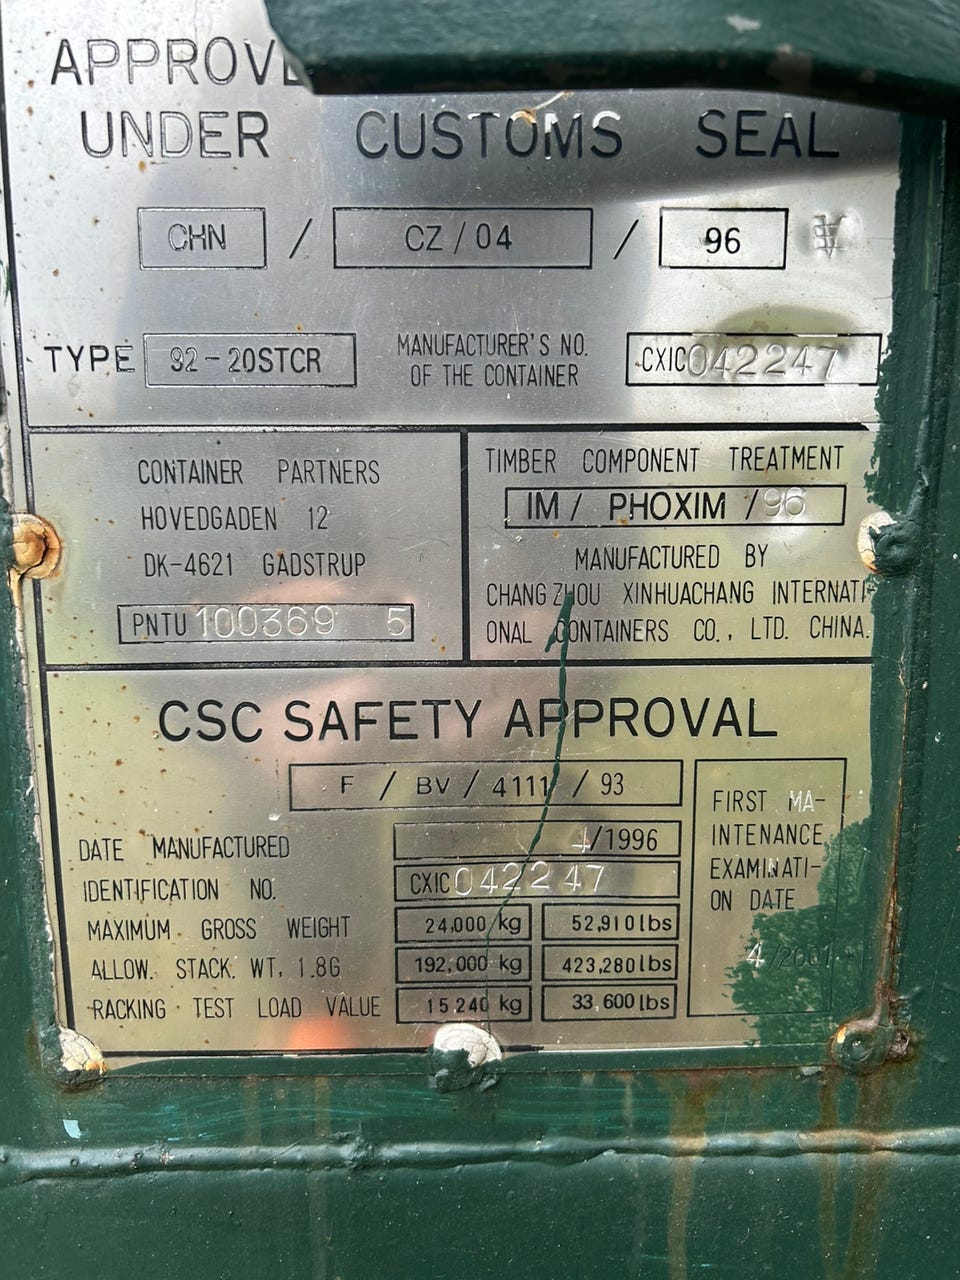 UNDER CUSTOMS SEAL
CHN / CZ/04 / 96
TYPE 92-20STCR MANUFACTURER'S NO. OF THE CONTAINER CXIC042247
CONTAINER PARTNERS
HOVEDGADEN 12
DK-4621 GADSTRUP
PNTU 100369 5
TIMBER COMPONENT TREATMENT
IM/ PHOXIM /96
MANUFACTURED BY
CHANGZHOU XINHUACHANG INTERNATI-
ONAL CONTAINERS CO., LTD. CHINA.
CSC SAFETY APPROVAL
F / BV / 4111 / 93
DATE MANUFACTURED 4/1996
IDENTIFICATION NO. CXIC042247
MAXIMUM GROSS WEIGHT 24,000 kg 52,910 lbs
ALLOW. STACK. WT. 1.8G 192,000 kg 423,280 lbs
RACKING TEST LOAD VALUE 15240 kg 33,600 lbs
FIRST MA-
INTENANCE
EXAMINATI-
ON DATE
4/2001